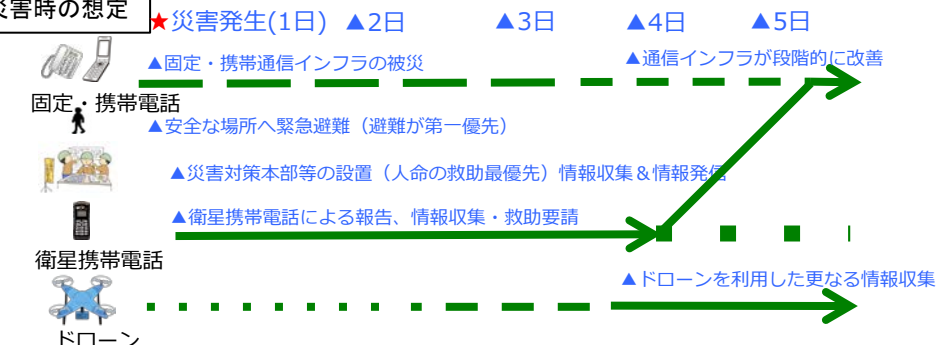 災害時の想定
★災害発生(1日) ▲2日 ▲3日 ▲4日 ▲5日
▲固定・携帯通信インフラの被災 ▲通信インフラが段階的に改善
固定・携帯電話
▲安全な場所へ緊急避難（避難が第一優先）
▲災害対策本部等の設置（人命の救助最優先）情報収集＆情報発信
▲衛星携帯電話による報告、情報収集・救助要請
衛星携帯電話
▲ドローンを利用した更なる情報収集
ドローン